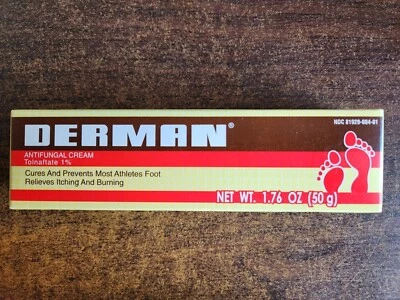 NDC 81929-004-01
DERMAN®
ANTIFUNGAL CREAM
Tolnaftate 1%
Cures And Prevents Most Athletes Foot
Relieves Itching And Burning
NET WT. 1.76 OZ (50 g)